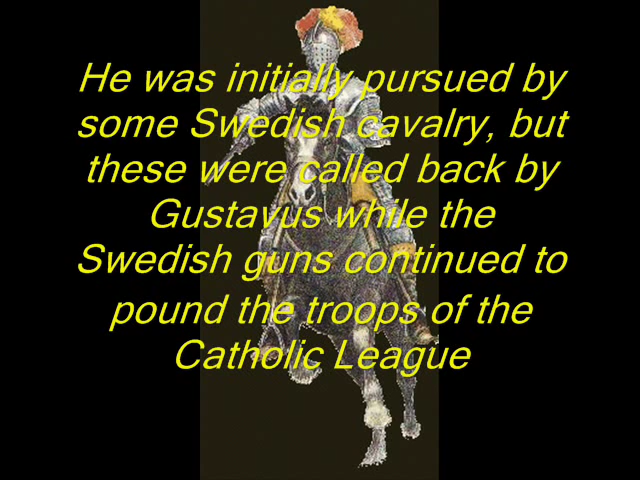 He was initially pursued by
some Swedish cavalry, but
these were called back by
Gustavus while the
Swedish guns continued to
pound the troops of the
Catholic League